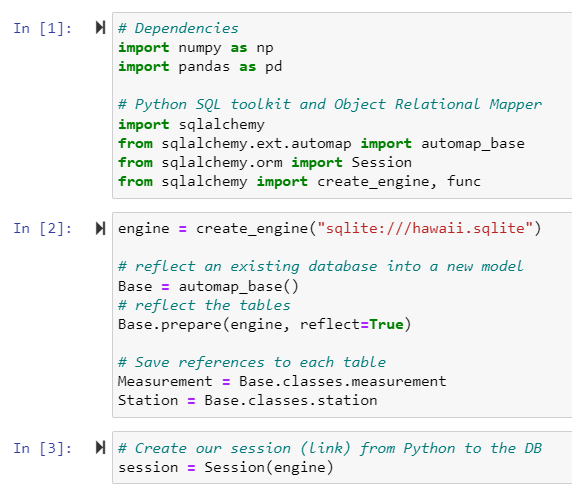 In [1]:
# Dependencies
import numpy as np
import pandas as pd
# Python SQL toolkit and Object Relational Mapper
import sqlalchemy
from sqlalchemy.ext.automap import automap_base
from sqlalchemy.orm import Session
from sqlalchemy import create_engine, func
In [2]:
engine = create_engine("sqlite:///hawaii.sqlite")
# reflect an existing database into a new model
Base = automap_base()
# reflect the tables
Base.prepare(engine, reflect=True)
# Save references to each table
Measurement = Base.classes.measurement
Station = Base.classes.station
In [3]:
# Create our session (link) from Python to the DB
session = Session(engine)